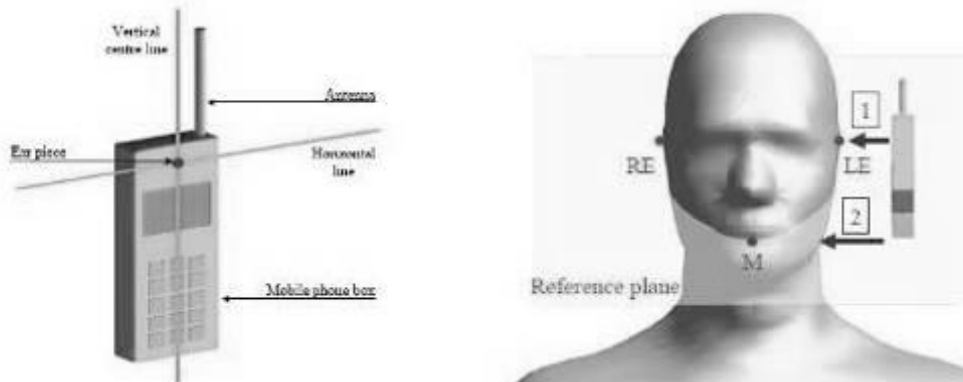 Vertical
centre line
Antenna
Ear piece
Horizontal
line
Mobile phone box
1
RE
LE
2
M
Reference plane